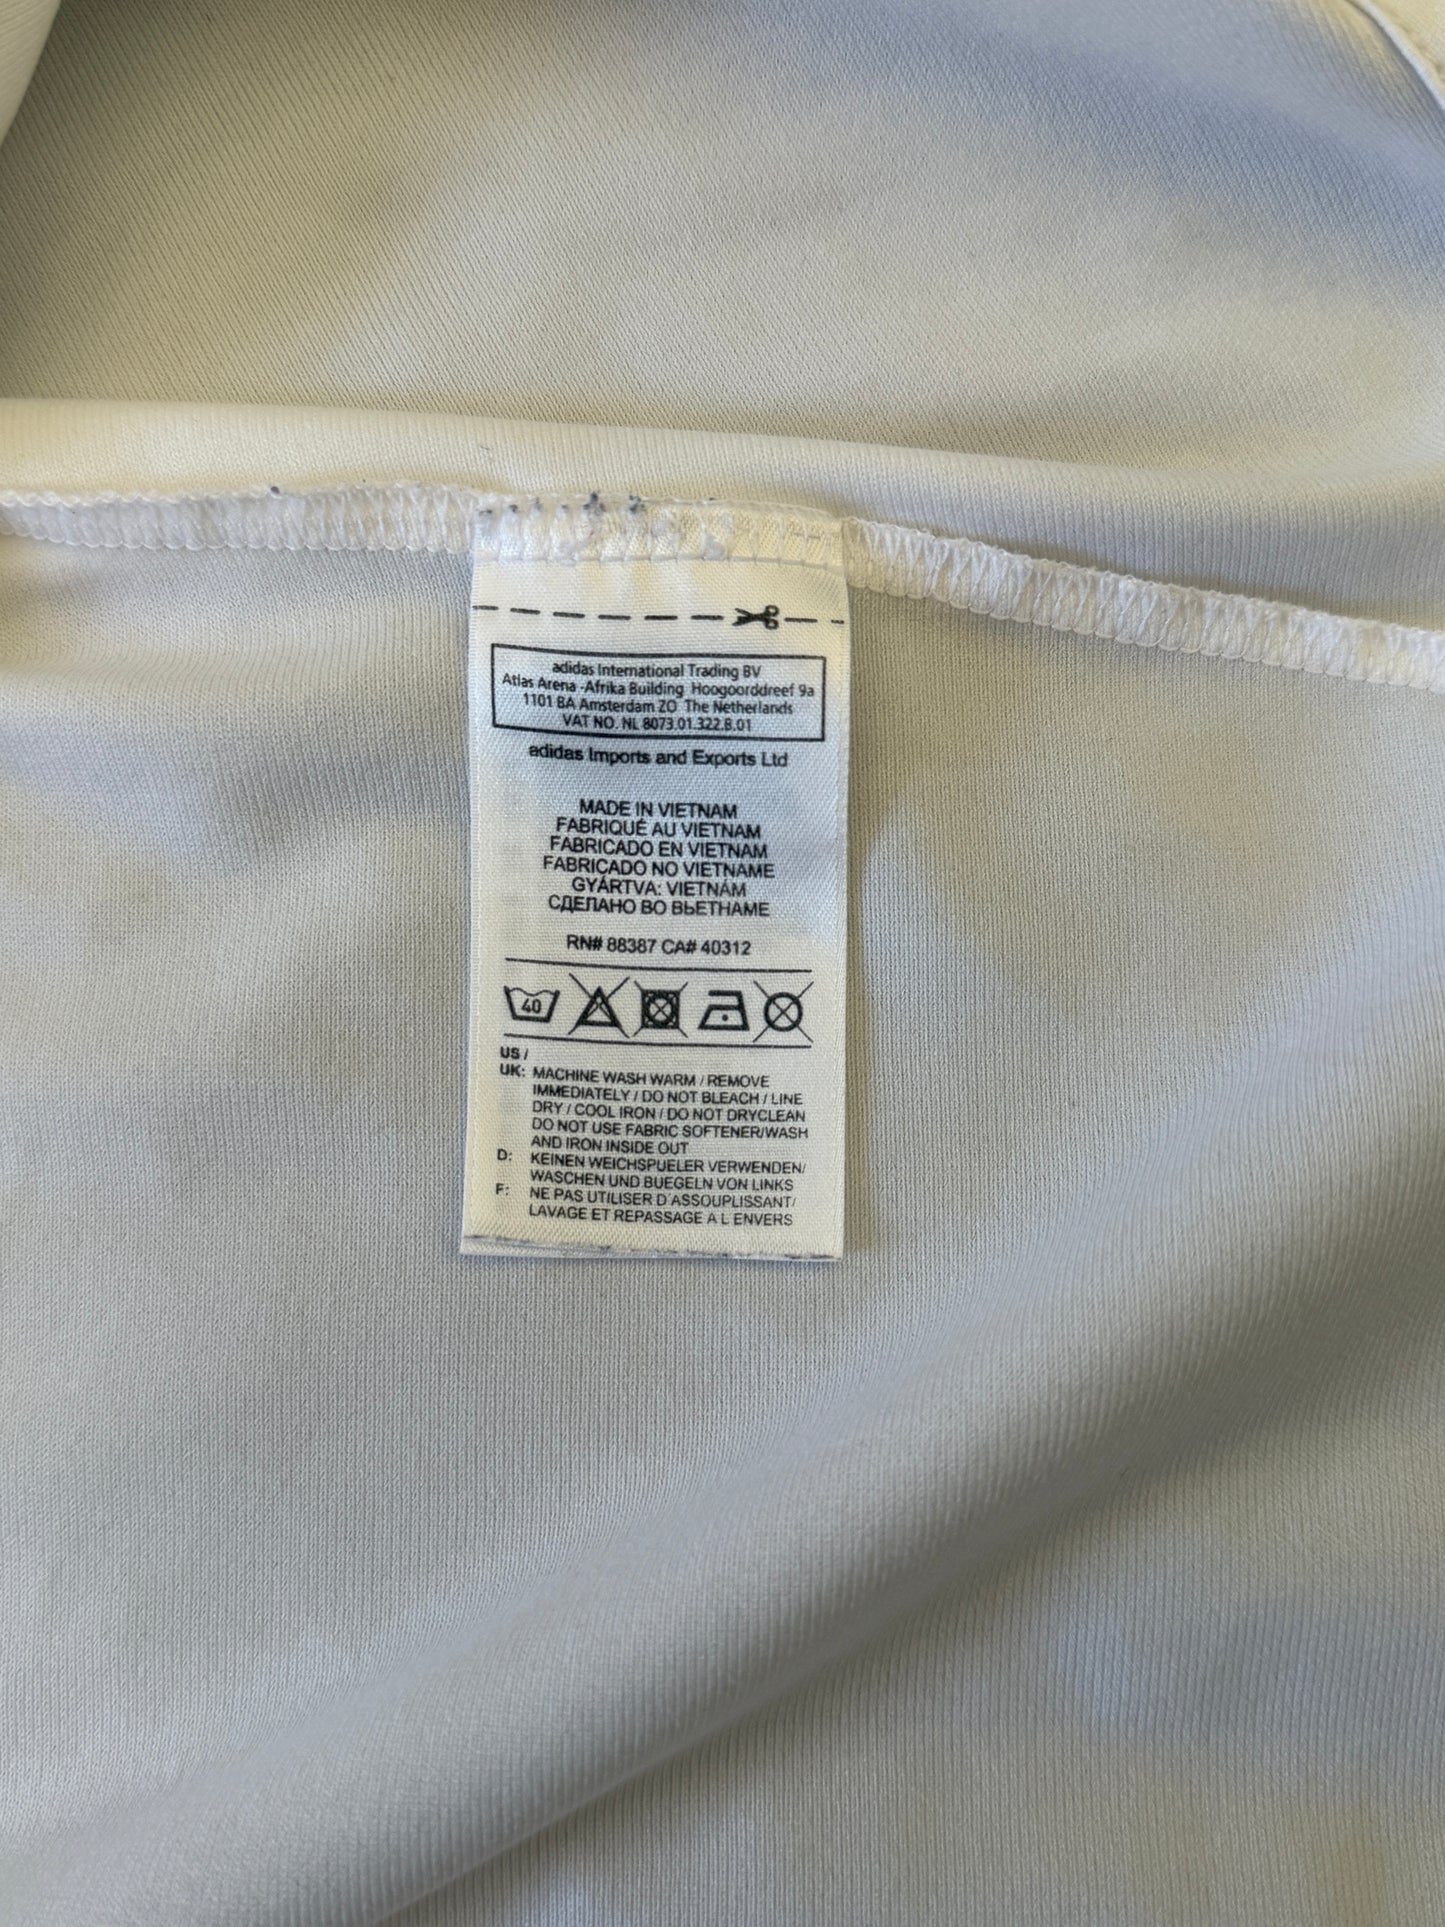 adidas International Trading BV
Atlas Arena -Afrika Building Hoogoorddreef 9a
1101 BA Amsterdam ZO The Netherlands
VAT NO. NL 8073.01.322.B.01
adidas Imports and Exports Ltd
MADE IN VIETNAM
FABRIQUÉ AU VIETNAM
FABRICADO EN VIETNAM
FABRICADO NO VIETNAME
GYÁRTVA: VIETNÁM
СДЕЛАНО ВО ВЬЕТНАМЕ
RN# 88387 CA# 40312
40
US /
UK: MACHINE WASH WARM / REMOVE
IMMEDIATELY / DO NOT BLEACH / LINE
DRY / COOL IRON / DO NOT DRYCLEAN
DO NOT USE FABRIC SOFTENER/WASH
AND IRON INSIDE OUT
D: KEINEN WEICHSPUELER VERWENDEN/
WASCHEN UND BUEGELN VON LINKS
F: NE PAS UTILISER D'ASSOUPLISSANT/
LAVAGE ET REPASSAGE A L ENVERS